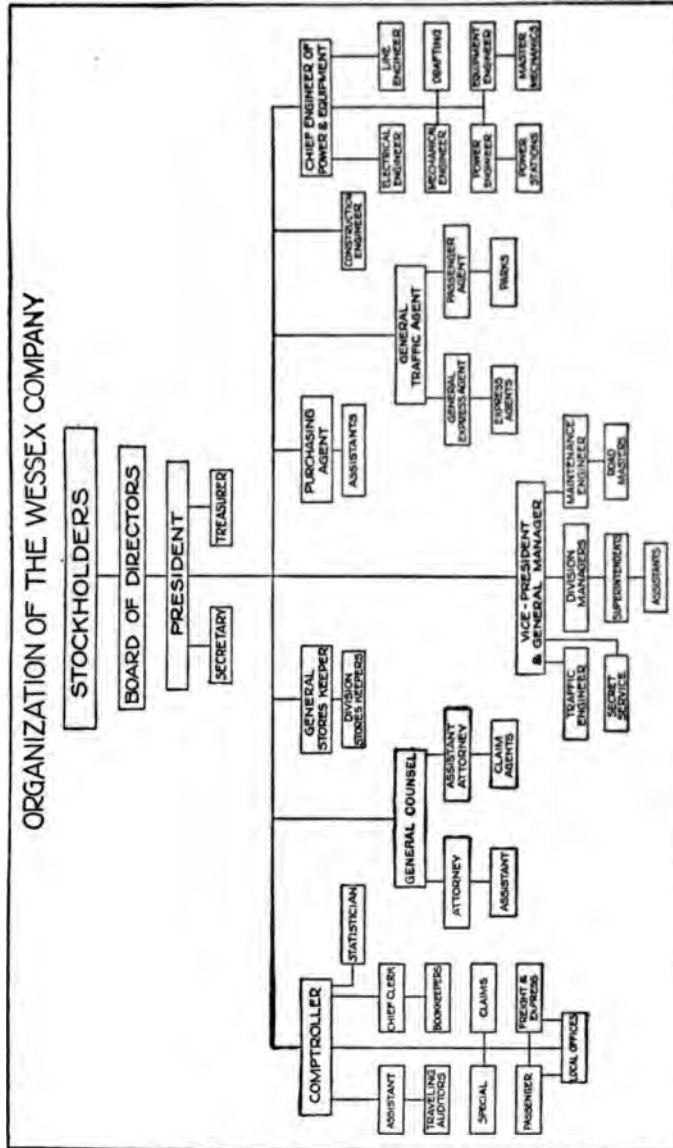 ORGANIZATION OF THE WESSEX COMPANY
STOCKHOLDERS
BOARD OF DIRECTORS
PRESIDENT
SECRETARY
TREASURER
COMPTROLLER
STATISTICIAN
ASSISTANT
TRAVELING
AUDITORS
CHIEF CLERK
BOOKKEEPERS
SPECIAL
CLAIMS
PASSENGER
FREIGHT &
EXPRESS
LOCAL OFFICES
GENERAL COUNSEL
ATTORNEY
ASSISTANT
ASSISTANT
ATTORNEY
CLAIM
AGENTS
GENERAL
STORES KEEPER
DIVISION
STORES KEEPERS
VICE-PRESIDENT
& GENERAL MANAGER
TRAFFIC
ENGINEER
SECRET
SERVICE
DIVISION
MANAGERS
SUPERINTENDENTS
ASSISTANTS
MAINTENANCE
ENGINEER
ROAD
MASTERS
PURCHASING
AGENT
ASSISTANTS
GENERAL
TRAFFIC AGENT
GENERAL
EXPRESS AGENT
EXPRESS
AGENTS
PASSENGER
AGENT
PARKS
CONSTRUCTION
ENGINEER
CHIEF ENGINEER OF
POWER & EQUIPMENT
ELECTRICAL
ENGINEER
LINE
ENGINEER
MECHANICAL
ENGINEER
DRAFTING
POWER
ENGINEER
EQUIPMENT
ENGINEER
POWER
STATIONS
MASTER
MECHANICS